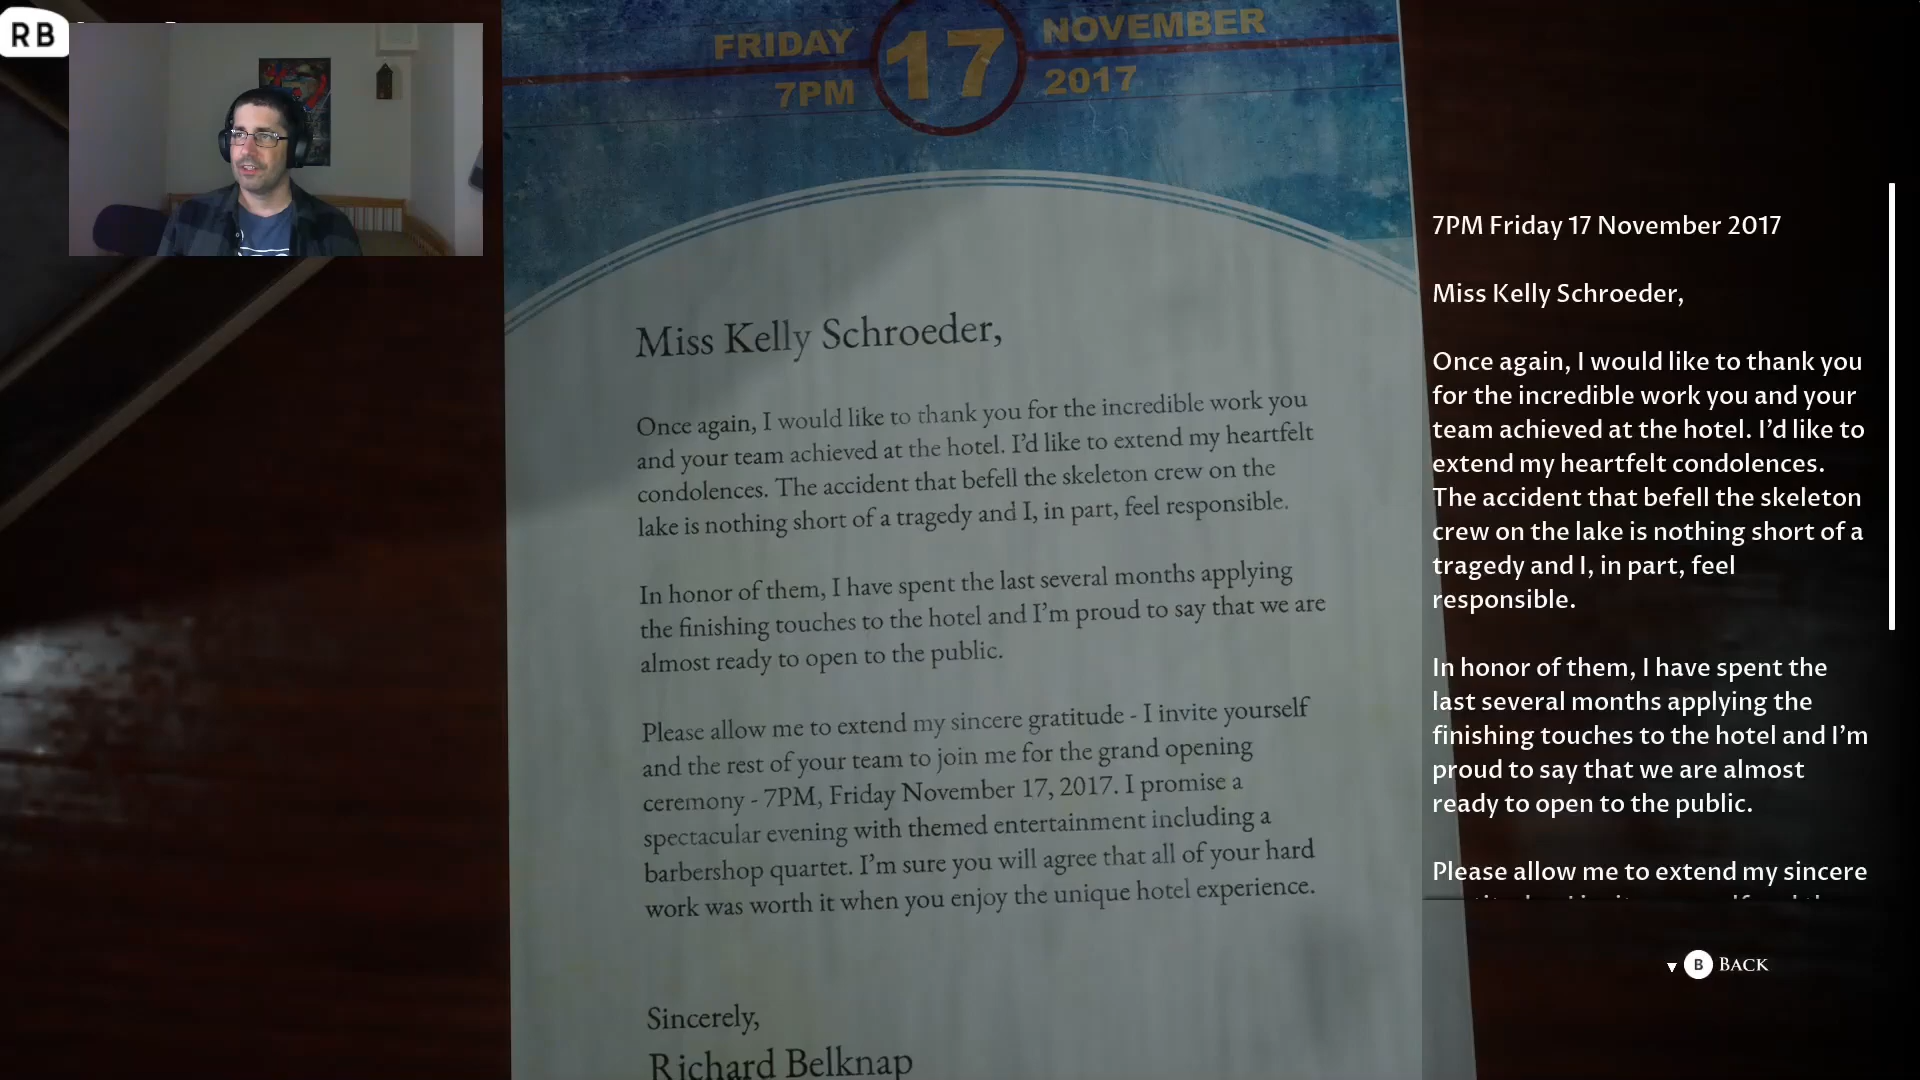 RB
FRIDAY
7PM
17
NOVEMBER
2017
Miss Kelly Schroeder,
Once again, I would like to thank you for the incredible work you
and your team achieved at the hotel. I'd like to extend my heartfelt
condolences. The accident that befell the skeleton crew on the
lake is nothing short of a tragedy and I, in part, feel responsible.
In honor of them, I have spent the last several months applying
the finishing touches to the hotel and I'm proud to say that we are
almost ready to open to the public.
Please allow me to extend my sincere gratitude - I invite yourself
and the rest of your team to join me for the grand opening
ceremony - 7PM, Friday November 17, 2017. I promise a
spectacular evening with themed entertainment including a
barbershop quartet. I'm sure you will agree that all of your hard
work was worth it when you enjoy the unique hotel experience.
Sincerely,
Richard Belknap
7PM Friday 17 November 2017
Miss Kelly Schroeder,
Once again, I would like to thank you
for the incredible work you and your
team achieved at the hotel. I'd like to
extend my heartfelt condolences.
The accident that befell the skeleton
crew on the lake is nothing short of a
tragedy and I, in part, feel
responsible.
In honor of them, I have spent the
last several months applying the
finishing touches to the hotel and I'm
proud to say that we are almost
ready to open to the public.
Please allow me to extend my sincere
B BACK